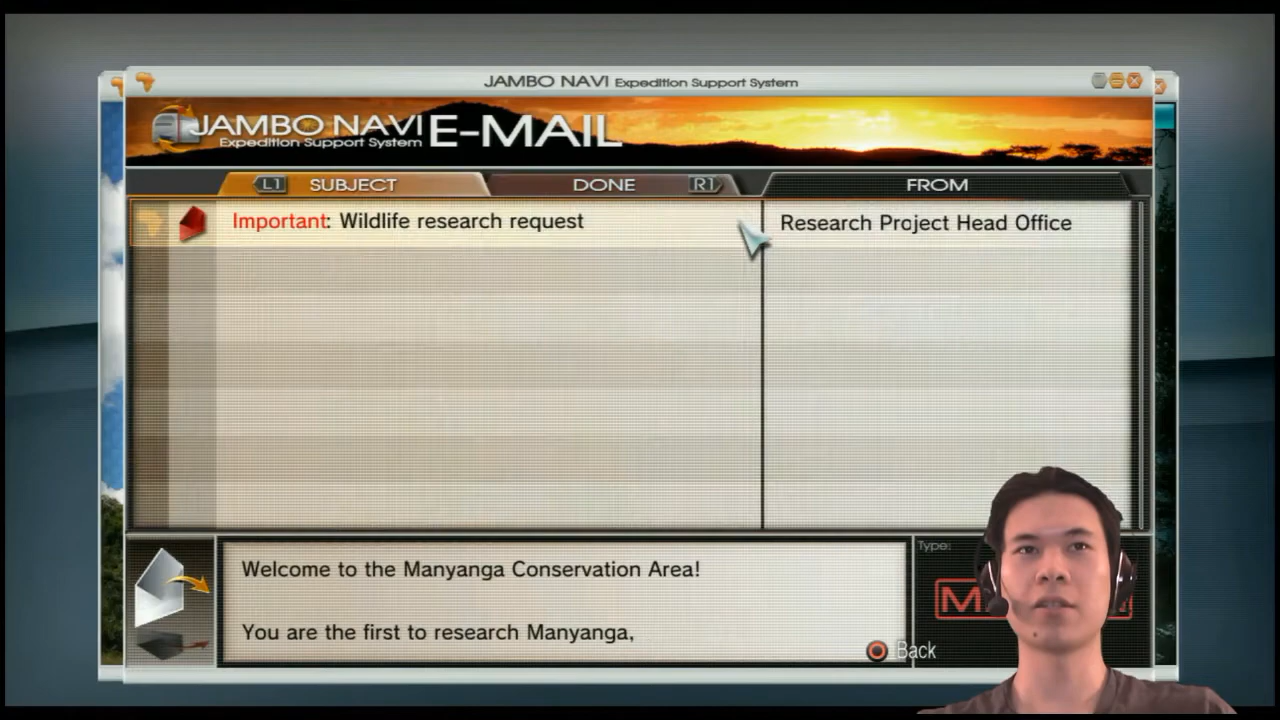 JAMBO NAVI Expedition Support System
JAMBO NAVI E-MAIL
Expedition Support System
L1 SUBJECT DONE R1 FROM
Important: Wildlife research request
Research Project Head Office
Welcome to the Manyanga Conservation Area!
You are the first to research Manyanga,
Type:
Back